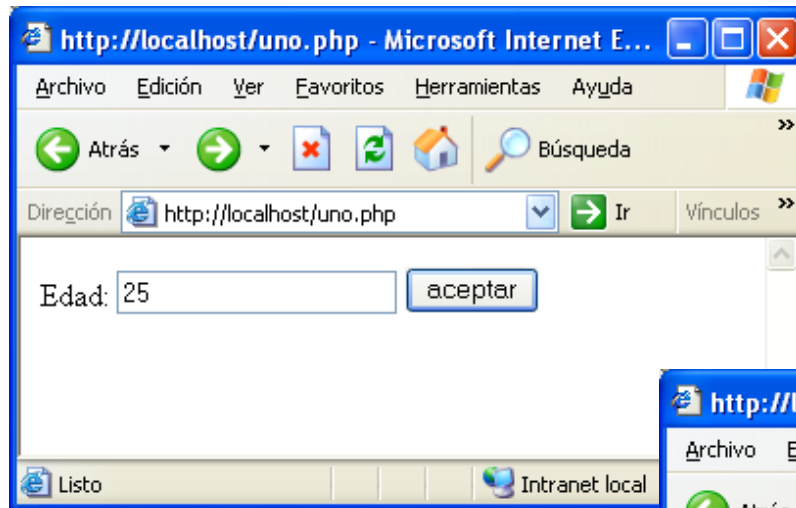 http://localhost/uno.php - Microsoft Internet E...
Archivo Edición Ver Favoritos Herramientas Ayuda
Atrás Búsqueda »
Dirección http://localhost/uno.php Ir Vínculos »
Edad: 25 aceptar
http://l
Archivo E
Listo Intranet local
Atrás